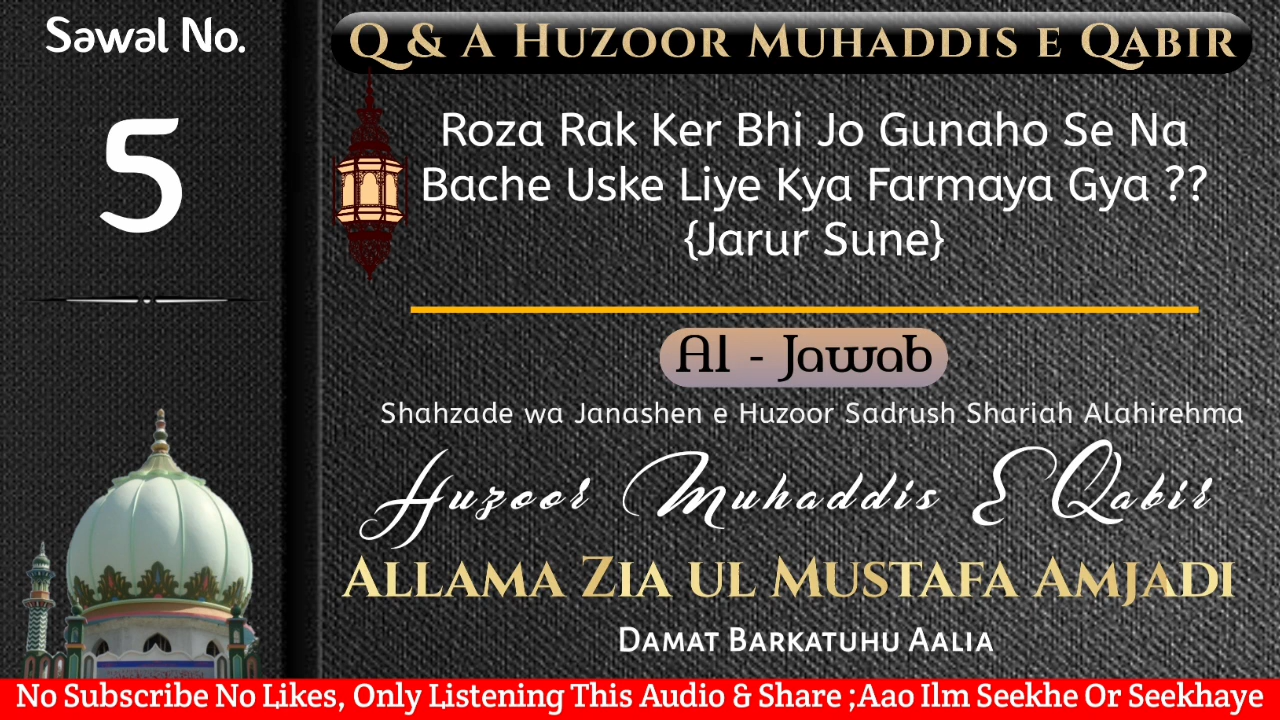 Sawal No.
5
Q & A Huzoor Muhaddis e Qabir
Roza Rak Ker Bhi Jo Gunaho Se Na
Bache Uske Liye Kya Farmaya Gya ??
{Jarur Sune}
Al - Jawab
Shahzade wa Janashen e Huzoor Sadrush Shariah Alahirehma
Huzoor Muhaddis E Qabir
Allama Zia ul Mustafa Amjadi
Damat Barkatuhu Aalia
No Subscribe No Likes, Only Listening This Audio & Share ;Aao Ilm Seekhe Or Seekhaye